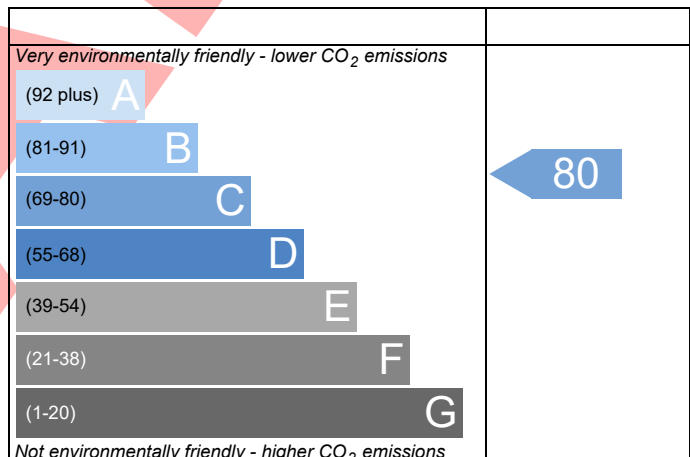 Very environmentally friendly - lower CO2 emissions
(92 plus) A
(81-91) B
80
(69-80) C
(55-68) D
(39-54) E
(21-38) F
(1-20) G
Not environmentally friendly - higher CO2 emissions